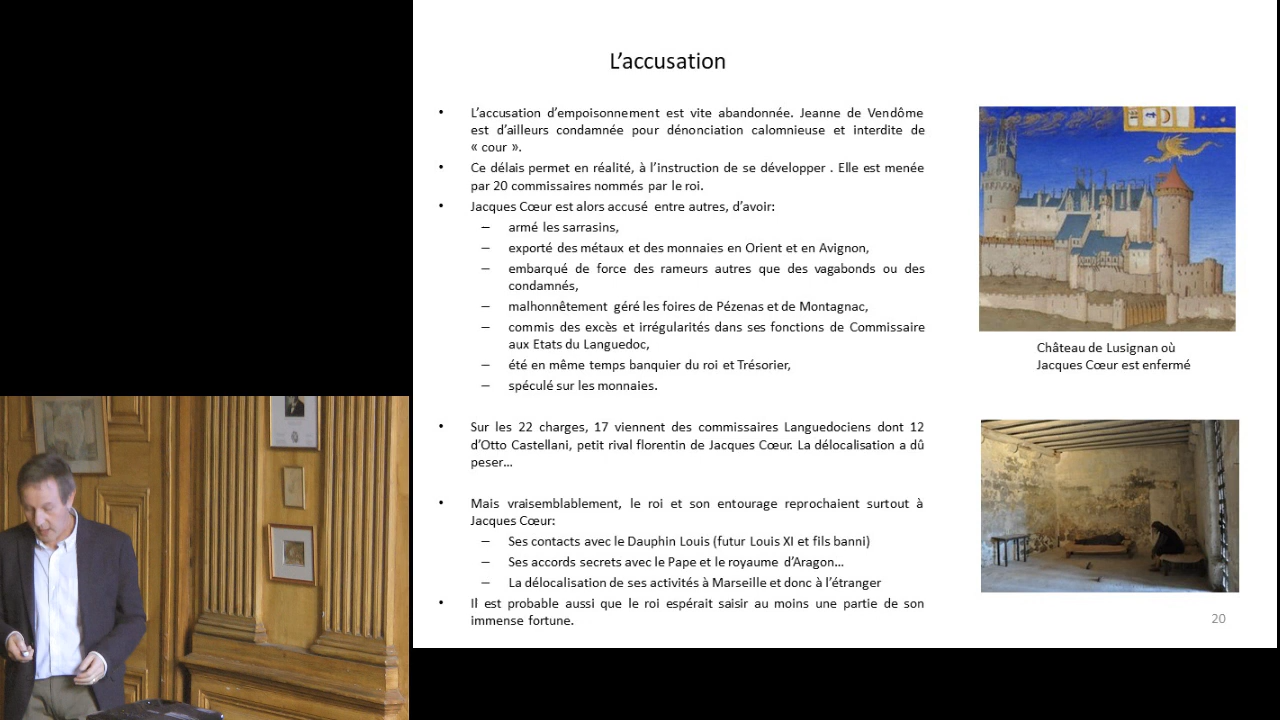 L’accusation
• L’accusation d’empoisonnement est vite abandonnée. Jeanne de Vendôme
est d’ailleurs condamnée pour dénonciation calomnieuse et interdite de
« cour ».
• Ce délais permet en réalité, à l’instruction de se développer . Elle est menée
par 20 commissaires nommés par le roi.
• Jacques Cœur est alors accusé entre autres, d’avoir:
– armé les sarrasins,
– exporté des métaux et des monnaies en Orient et en Avignon,
– embarqué de force des rameurs autres que des vagabonds ou des
condamnés,
– malhonnêtement géré les foires de Pézenas et de Montagnac,
– commis des excès et irrégularités dans ses fonctions de Commissaire
aux Etats du Languedoc,
– été en même temps banquier du roi et Trésorier,
– spéculé sur les monnaies.
• Sur les 22 charges, 17 viennent des commissaires Languedociens dont 12
d’Otto Castellani, petit rival florentin de Jacques Cœur. La délocalisation a dû
peser…
• Mais vraisemblablement, le roi et son entourage reprochaient surtout à
Jacques Cœur:
– Ses contacts avec le Dauphin Louis (futur Louis XI et fils banni)
– Ses accords secrets avec le Pape et le royaume d’Aragon…
– La délocalisation de ses activités à Marseille et donc à l’étranger
• Il est probable aussi que le roi espérait saisir au moins une partie de son
immense fortune.
Château de Lusignan où
Jacques Cœur est enfermé
20